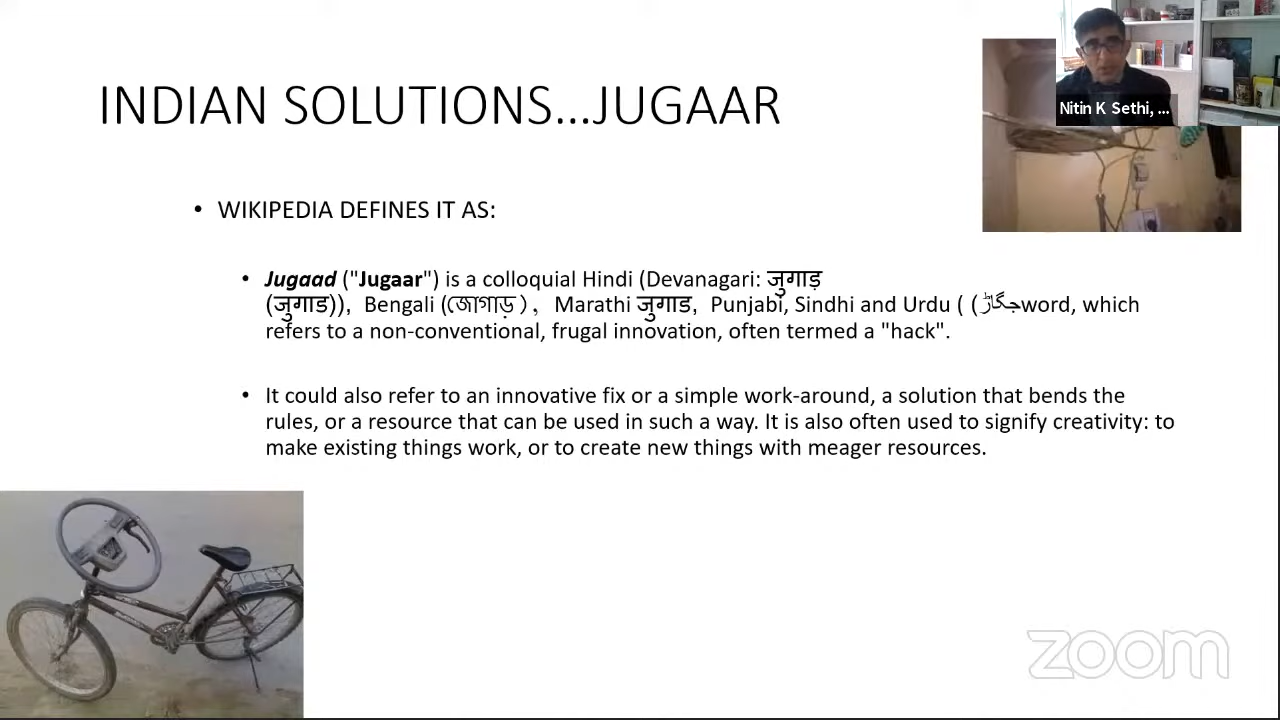 INDIAN SOLUTIONS...JUGAAR
Nitin K Sethi, ...
• WIKIPEDIA DEFINES IT AS:
• Jugaad ("Jugaar") is a colloquial Hindi (Devanagari: जुगाड़
(जुगाड)), Bengali (জোগাড়), Marathi जुगाड, Punjabi, Sindhi and Urdu ( (جگاڑword, which
refers to a non-conventional, frugal innovation, often termed a "hack".
• It could also refer to an innovative fix or a simple work-around, a solution that bends the
rules, or a resource that can be used in such a way. It is also often used to signify creativity: to
make existing things work, or to create new things with meager resources.
zoom